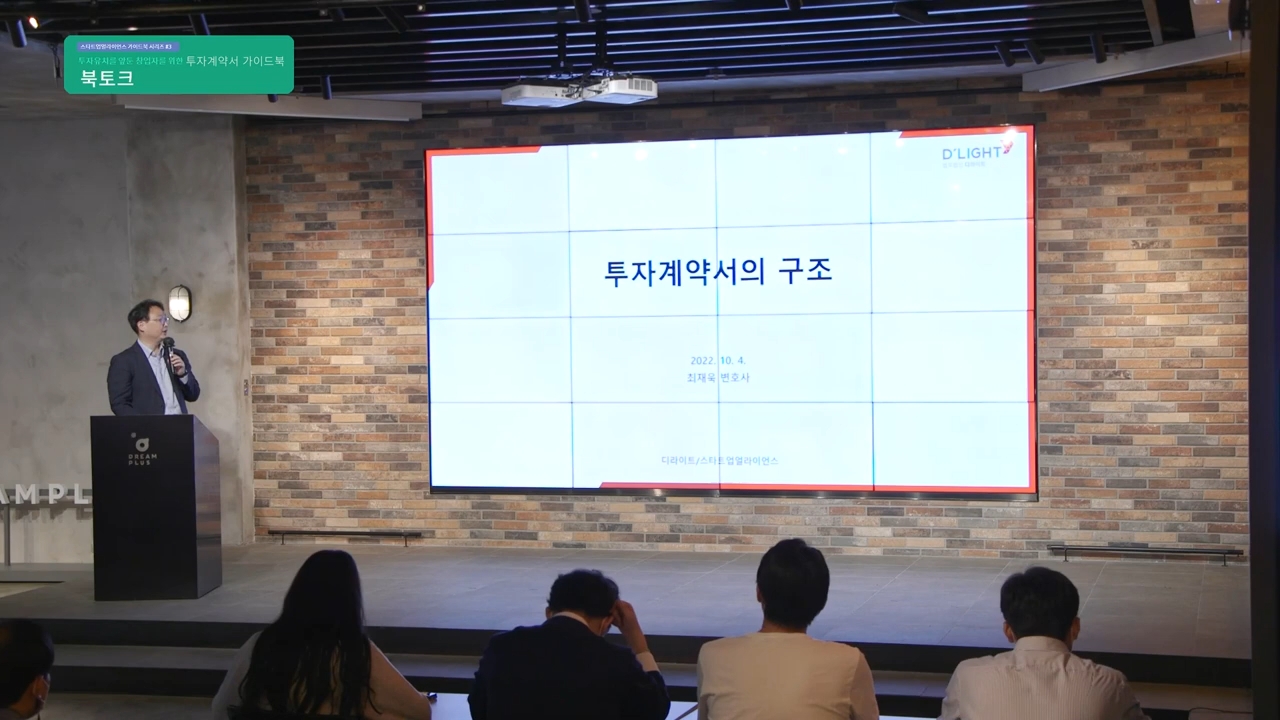 스타트업얼라이언스 가이드북 시리즈 #3
투자유치를 앞둔 창업자를 위한 투자계약서 가이드북
북토크
D'LIGHT
투자계약서의 구조
2022. 10. 4.
최재욱 변호사
디라이트/스타트업얼라이언스
DREAM
PLUS
AMPL